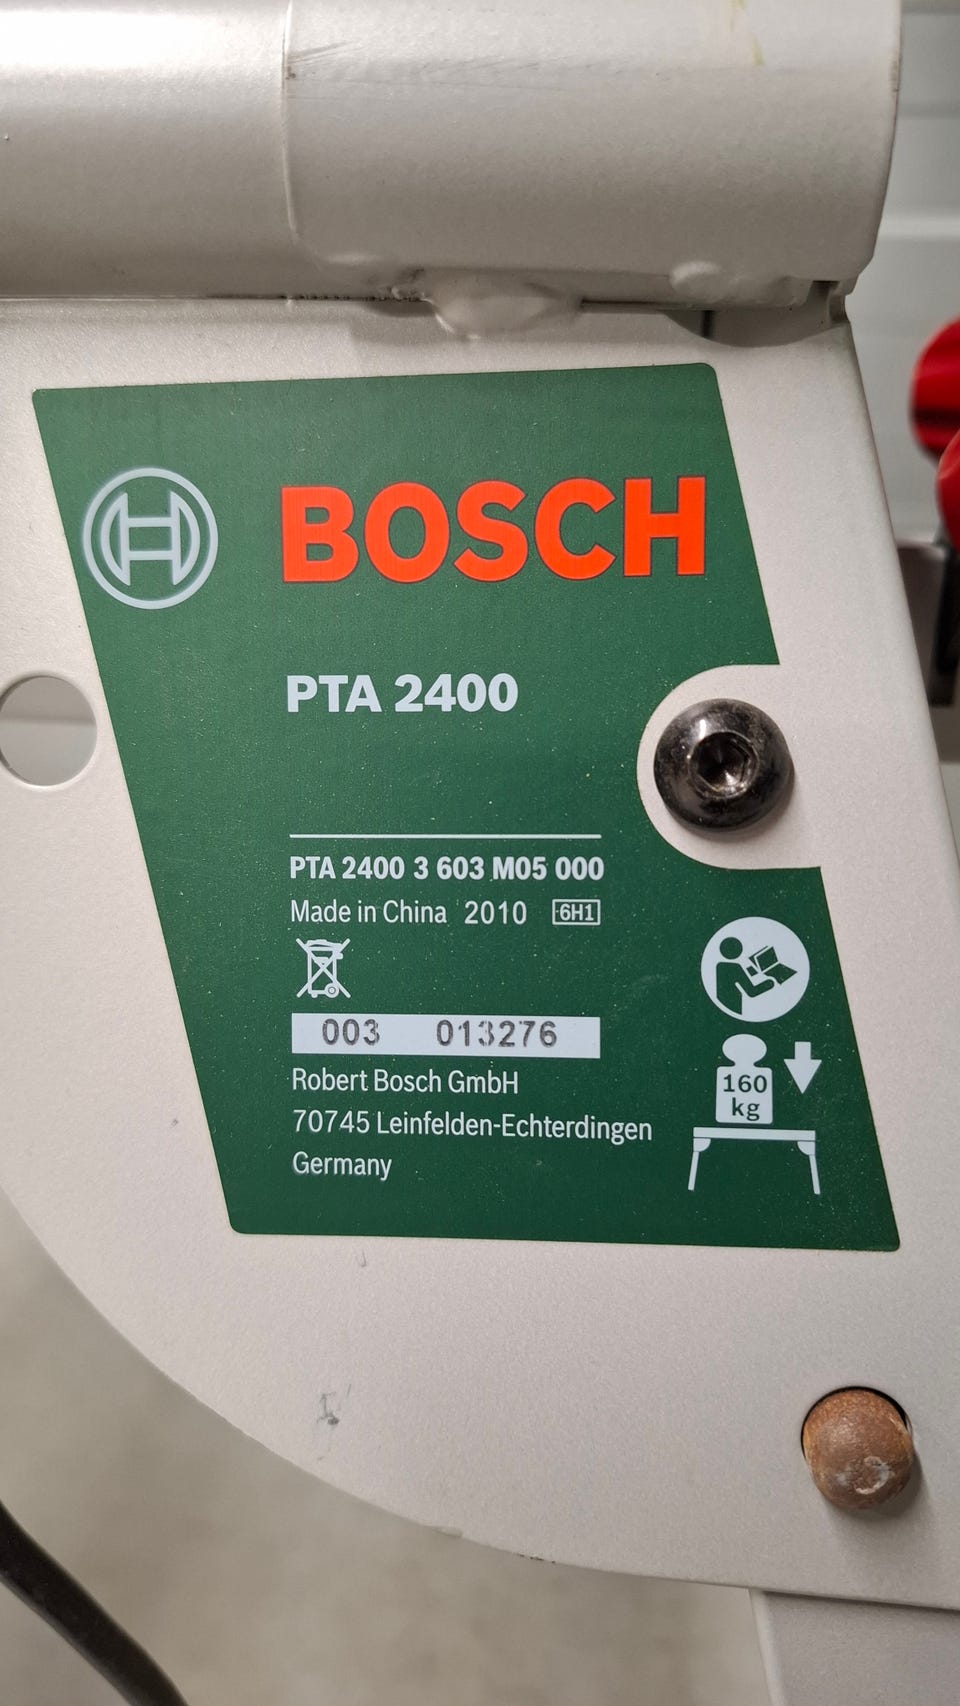 BOSCH
PTA 2400
PTA 2400 3 603 M05 000
Made in China 2010 6H1
003 013276
Robert Bosch GmbH
70745 Leinfelden-Echterdingen
Germany
160
kg